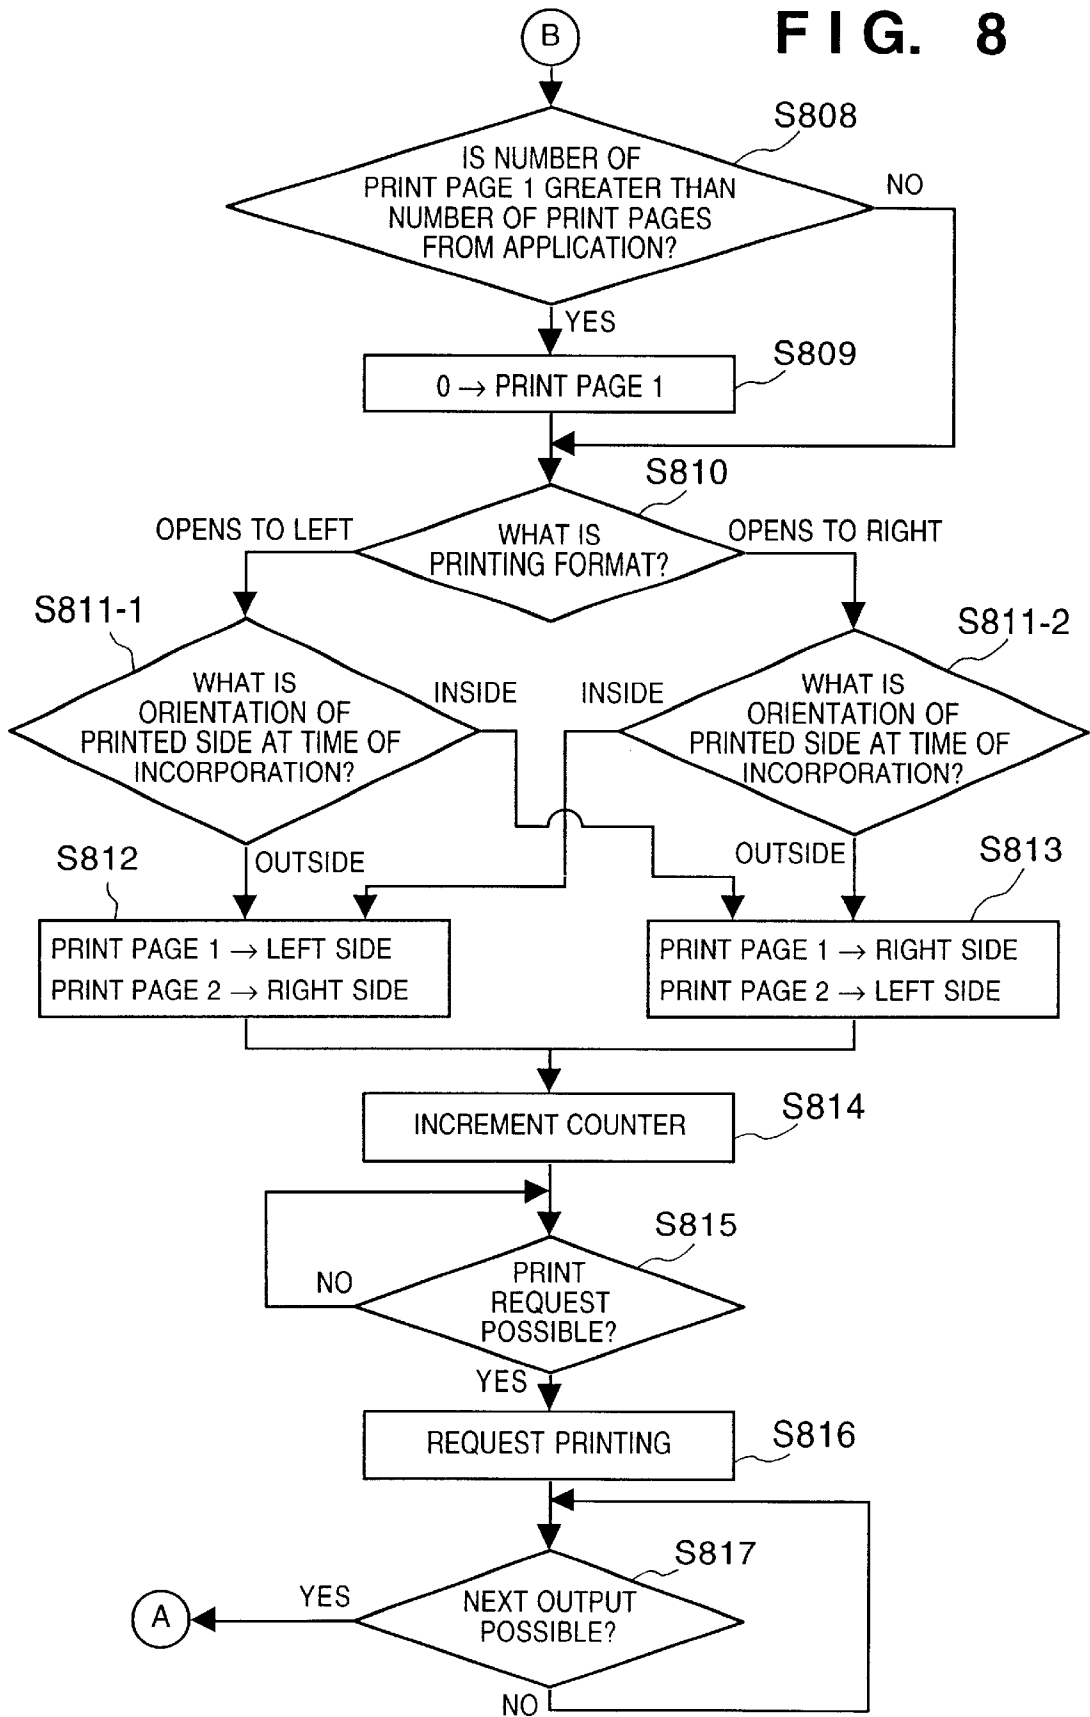 B
FIG. 8
S808
IS NUMBER OF
PRINT PAGE 1 GREATER THAN
NUMBER OF PRINT PAGES
FROM APPLICATION?
NO
YES
S809
0 → PRINT PAGE 1
S810
OPENS TO LEFT
WHAT IS
PRINTING FORMAT?
OPENS TO RIGHT
S811-1
S811-2
WHAT IS
ORIENTATION OF
PRINTED SIDE AT TIME OF
INCORPORATION?
INSIDE
INSIDE
WHAT IS
ORIENTATION OF
PRINTED SIDE AT TIME OF
INCORPORATION?
S812
OUTSIDE
OUTSIDE
S813
PRINT PAGE 1 → LEFT SIDE
PRINT PAGE 2 → RIGHT SIDE
PRINT PAGE 1 → RIGHT SIDE
PRINT PAGE 2 → LEFT SIDE
S814
INCREMENT COUNTER
S815
NO
PRINT
REQUEST
POSSIBLE?
YES
S816
REQUEST PRINTING
S817
YES
A
NEXT OUTPUT
POSSIBLE?
NO